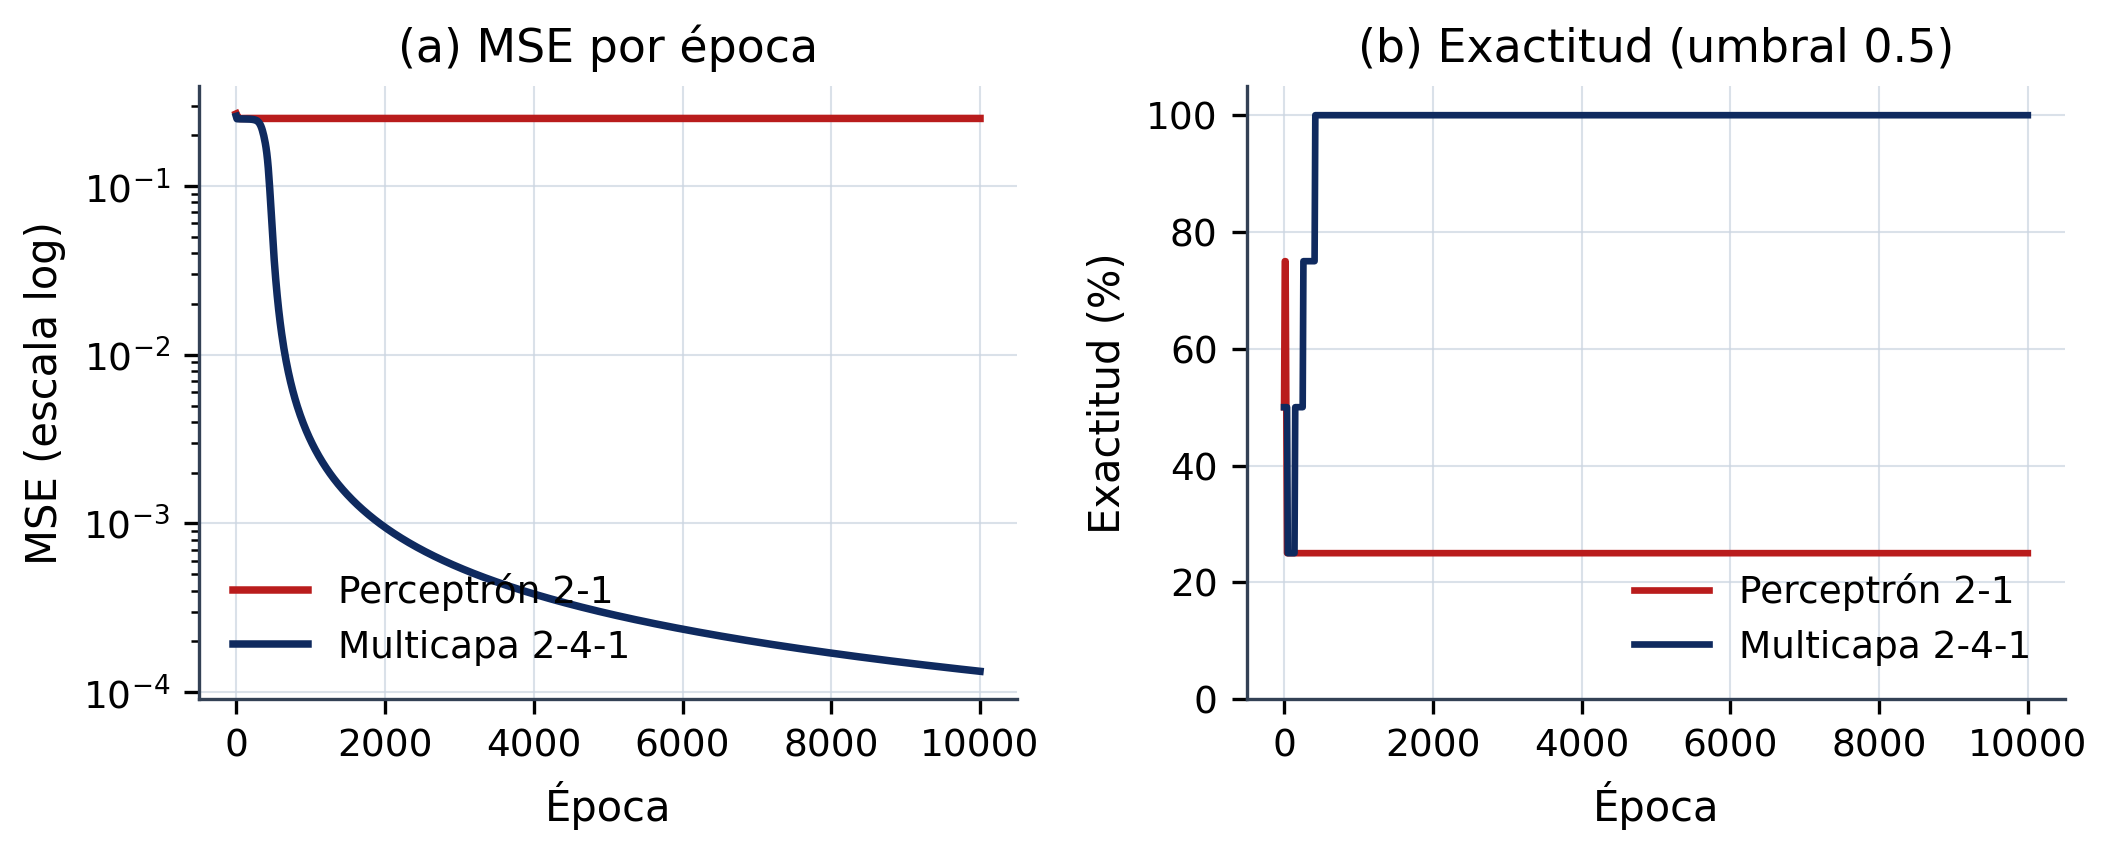 (a) MSE por época
MSE (escala log)
10⁻¹
10⁻²
10⁻³
10⁻⁴
Perceptrón 2-1
Multicapa 2-4-1
0 2000 4000 6000 8000 10000
Época
(b) Exactitud (umbral 0.5)
Exactitud (%)
100
80
60
40
20
0
Perceptrón 2-1
Multicapa 2-4-1
0 2000 4000 6000 8000 10000
Época